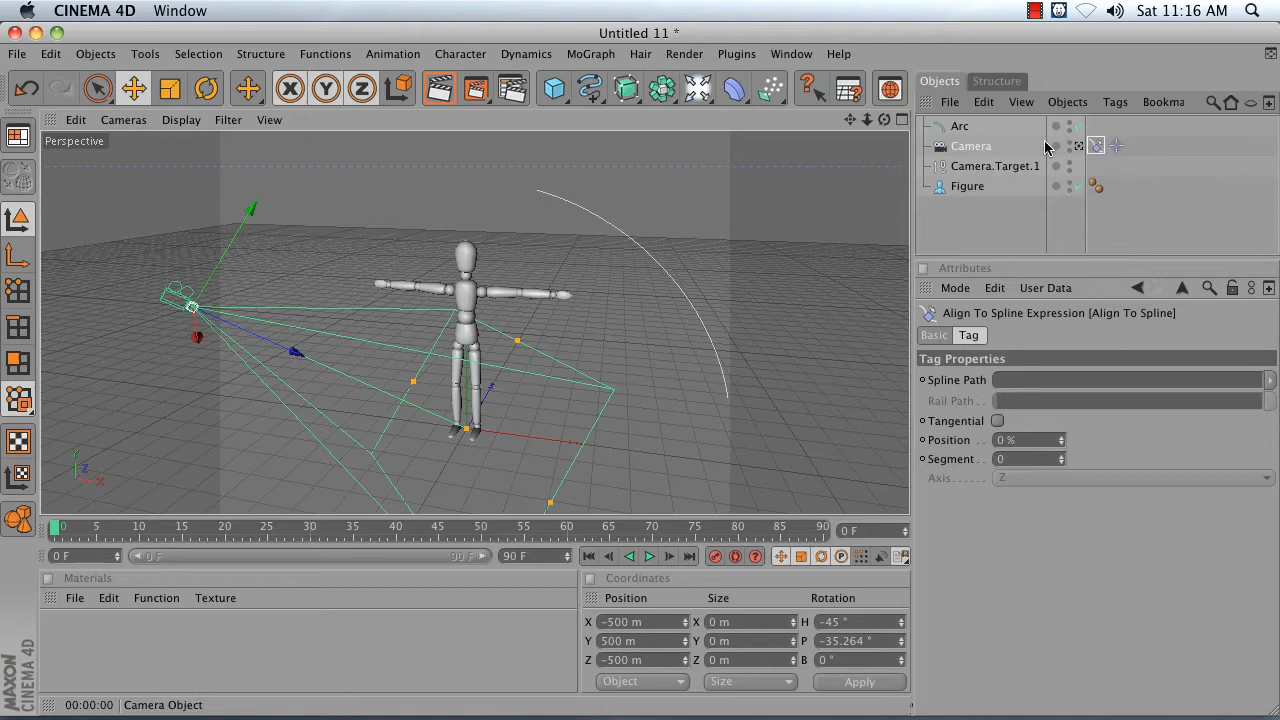 CINEMA 4D Window Sat 11:16 AM
Untitled 11 *
File Edit Objects Tools Selection Structure Functions Animation Character Dynamics MoGraph Hair Render Plugins Window Help
X Y Z
Objects Structure
File Edit View Objects Tags Bookma
Edit Cameras Display Filter View
Perspective
Arc
Camera
Camera.Target.1
Figure
Attributes
Mode Edit User Data
Align To Spline Expression [Align To Spline]
Basic Tag
Tag Properties
Spline Path
Rail Path . .
Tangential
Position . . 0 %
Segment . . 0
Axis. . . . . . Z
Y
Z
X
0 5 10 15 20 25 30 35 40 45 50 55 60 65 70 75 80 85 90 0 F
0 F 0 F 90 F 90 F
Materials
File Edit Function Texture
Coordinates
Position Size Rotation
X -500 m X 0 m H -45 °
Y 500 m Y 0 m P -35.264 °
Z -500 m Z 0 m B 0 °
Object Size Apply
MAXON
CINEMA 4D
00:00:00 Camera Object